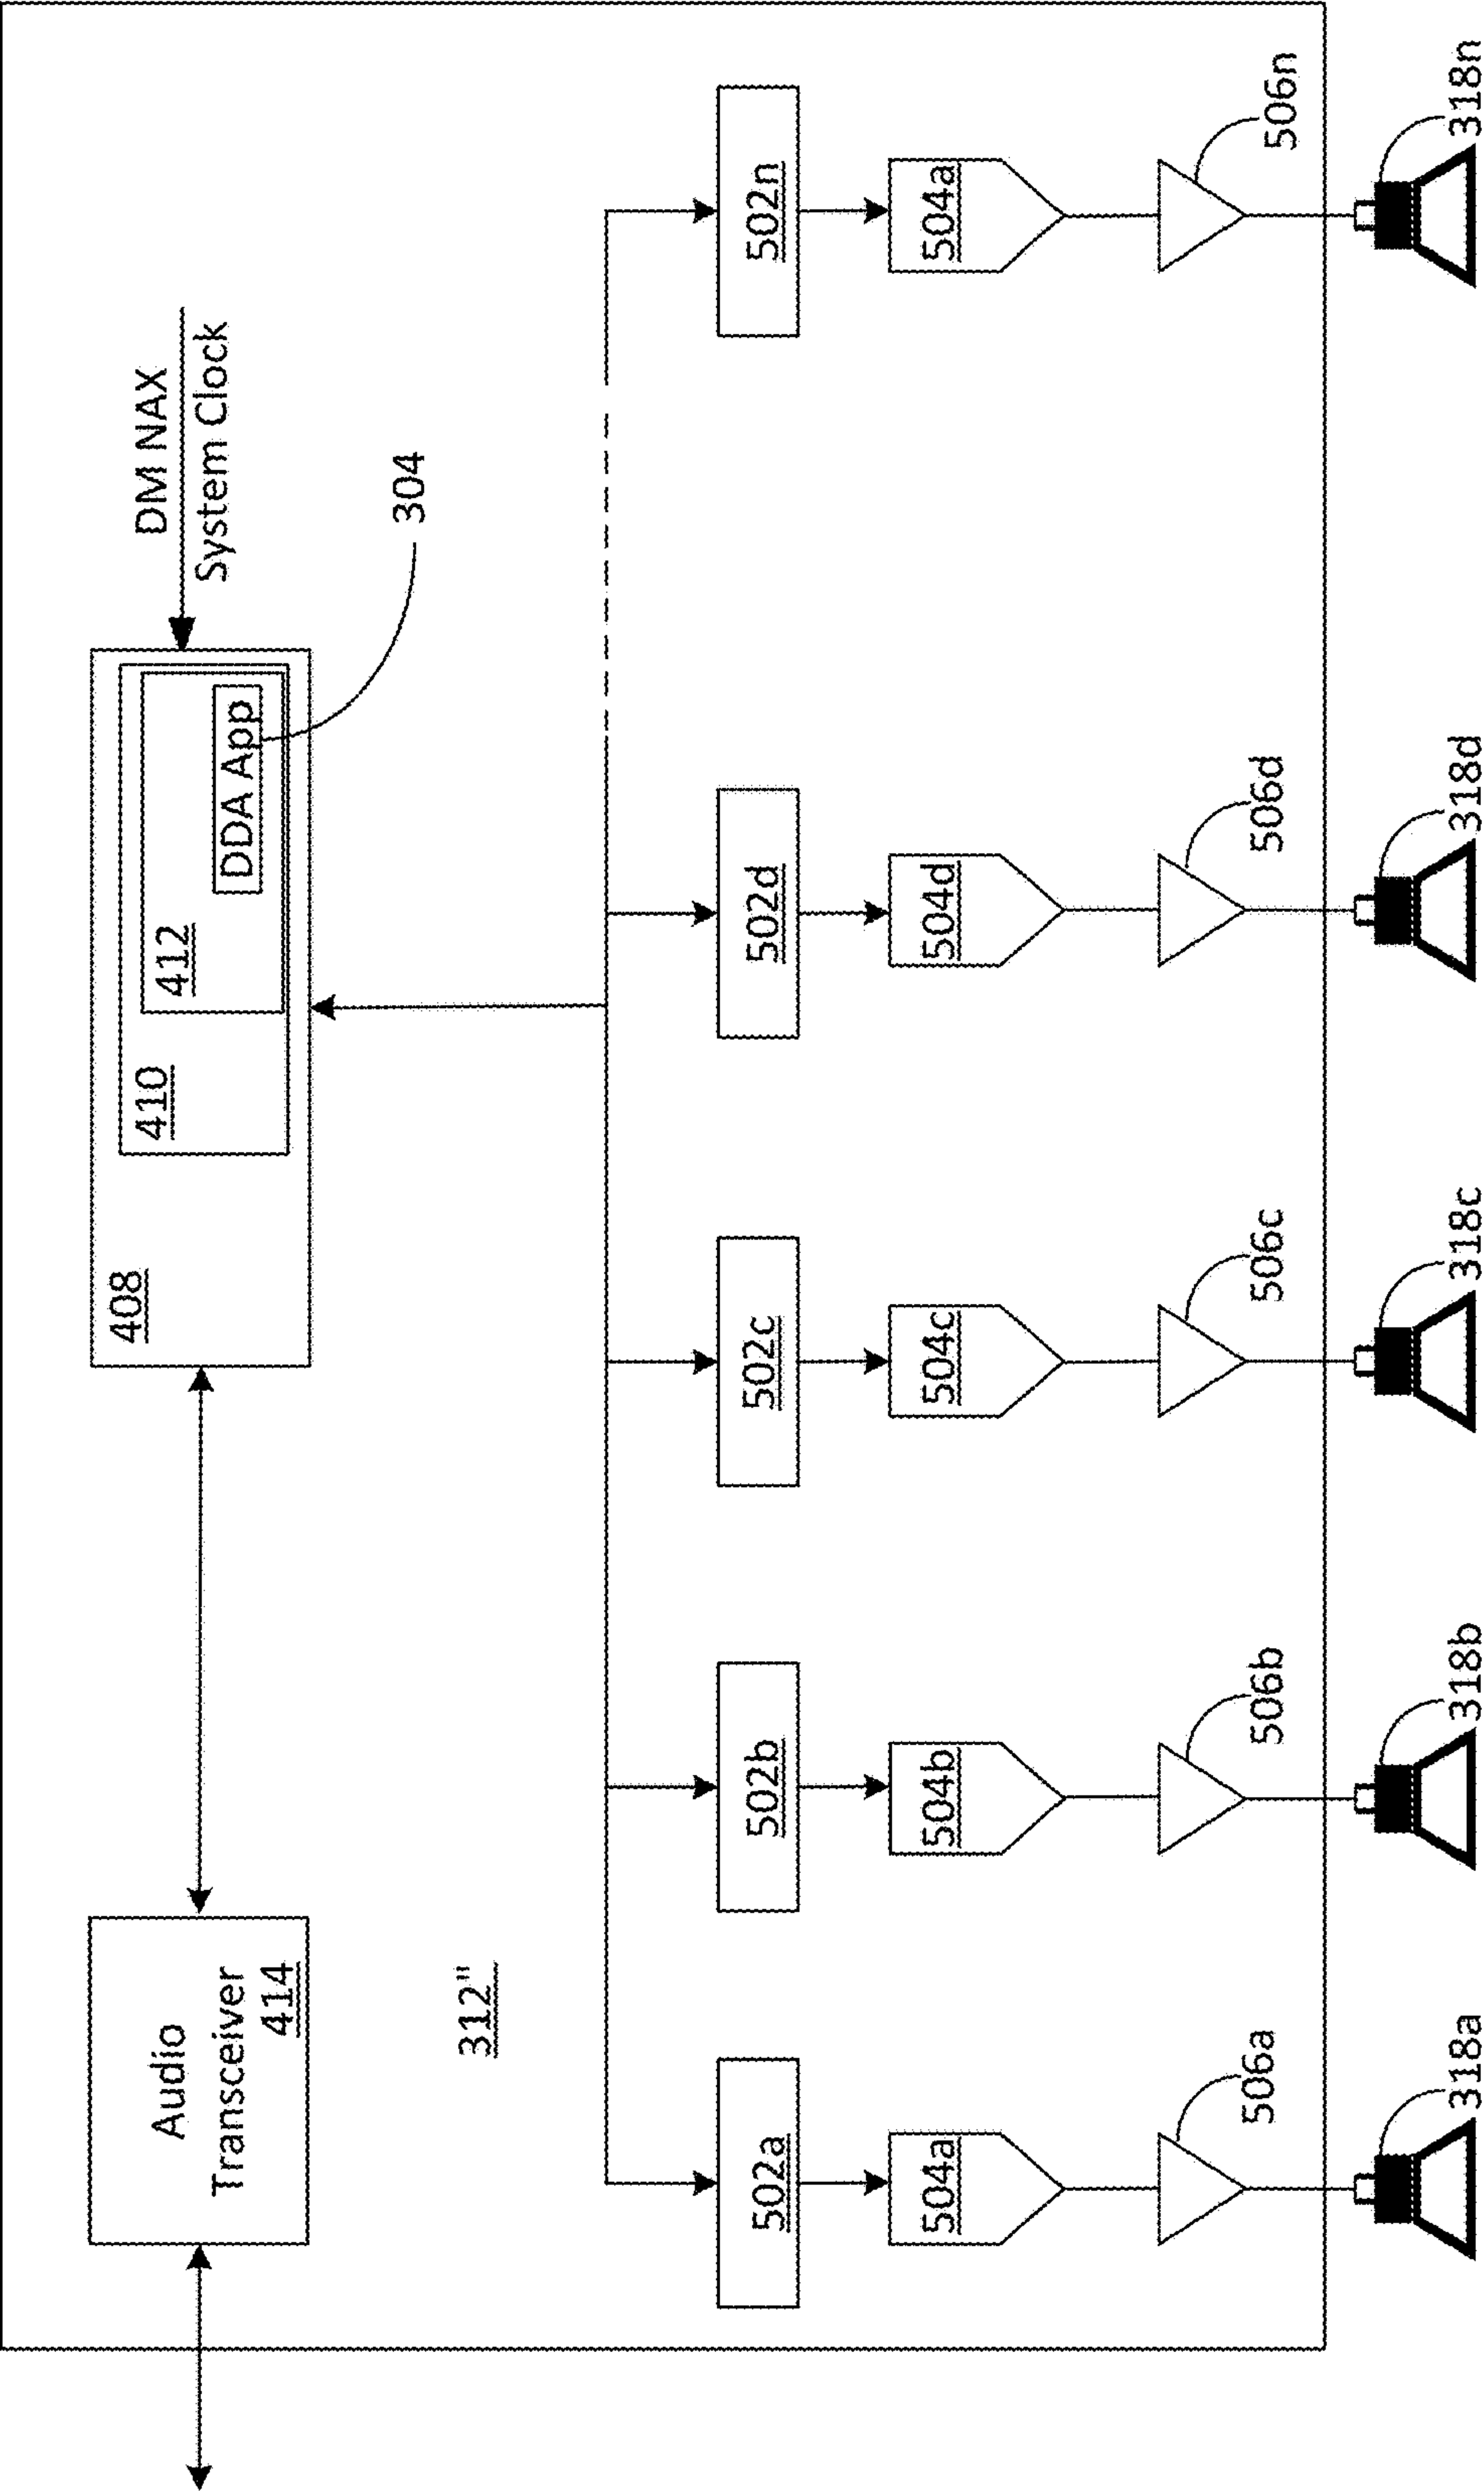 Audio
Transceiver
414
408
410
412
DDA App
DM NAX
System Clock
304
312"
502a
502b
502c
502d
502n
504a
504b
504c
504d
504a
506a
506b
506c
506d
506n
318a
318b
318c
318d
318n